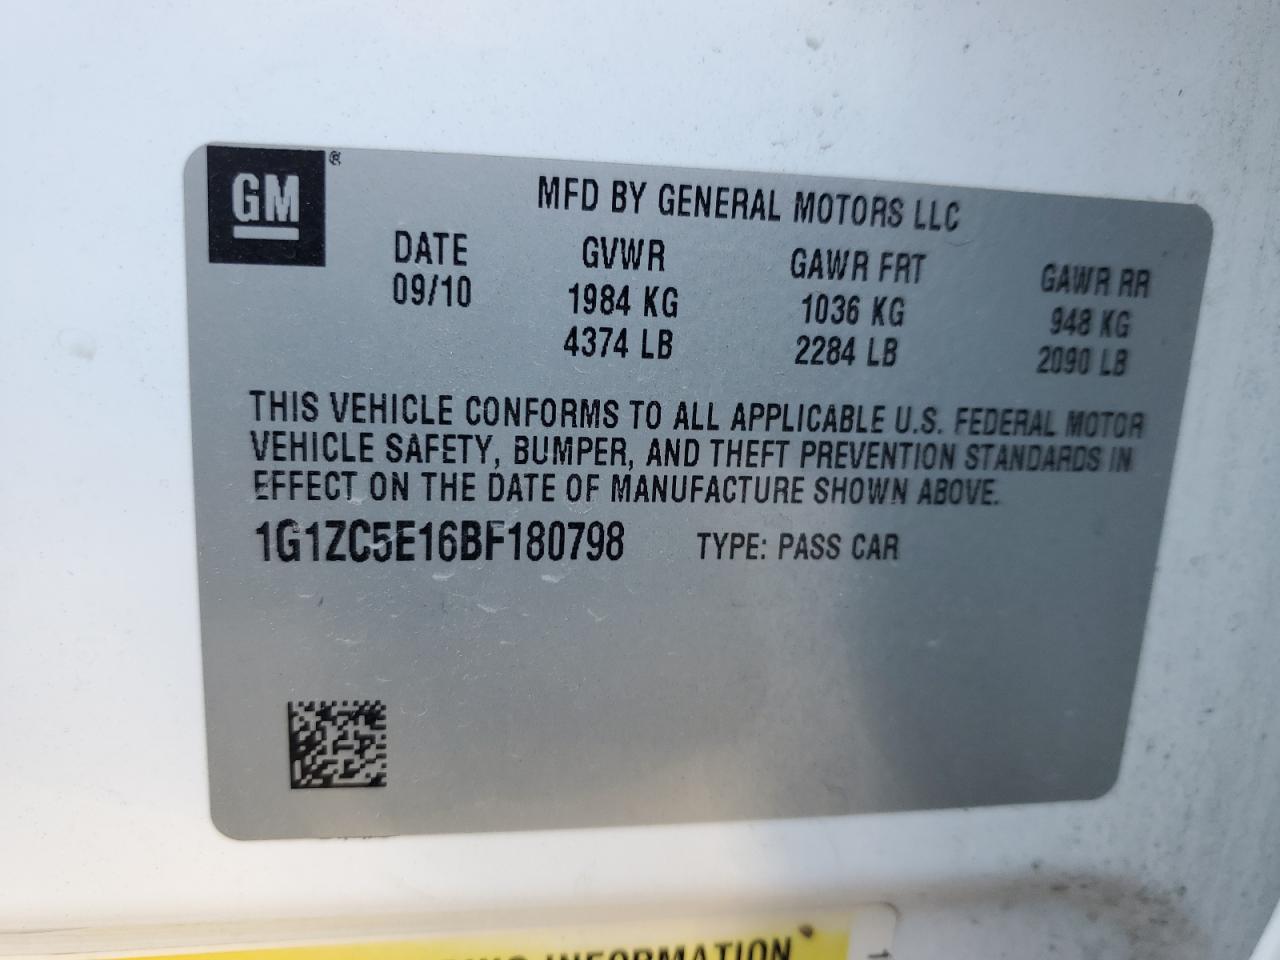 GM ®
MFD BY GENERAL MOTORS LLC
DATE GVWR GAWR FRT GAWR RR
09/10 1984 KG 1036 KG 948 KG
4374 LB 2284 LB 2090 LB
THIS VEHICLE CONFORMS TO ALL APPLICABLE U.S. FEDERAL MOTOR
VEHICLE SAFETY, BUMPER, AND THEFT PREVENTION STANDARDS IN
EFFECT ON THE DATE OF MANUFACTURE SHOWN ABOVE.
1G1ZC5E16BF180798 TYPE: PASS CAR
INFORMATION
1